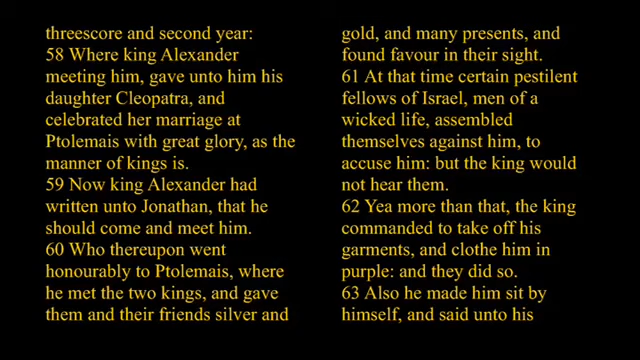 threescore and second year:
58 Where king Alexander
meeting him, gave unto him his
daughter Cleopatra, and
celebrated her marriage at
Ptolemais with great glory, as the
manner of kings is.
59 Now king Alexander had
written unto Jonathan, that he
should come and meet him.
60 Who thereupon went
honourably to Ptolemais, where
he met the two kings, and gave
them and their friends silver and
gold, and many presents, and
found favour in their sight.
61 At that time certain pestilent
fellows of Israel, men of a
wicked life, assembled
themselves against him, to
accuse him: but the king would
not hear them.
62 Yea more than that, the king
commanded to take off his
garments, and clothe him in
purple: and they did so.
63 Also he made him sit by
himself, and said unto his